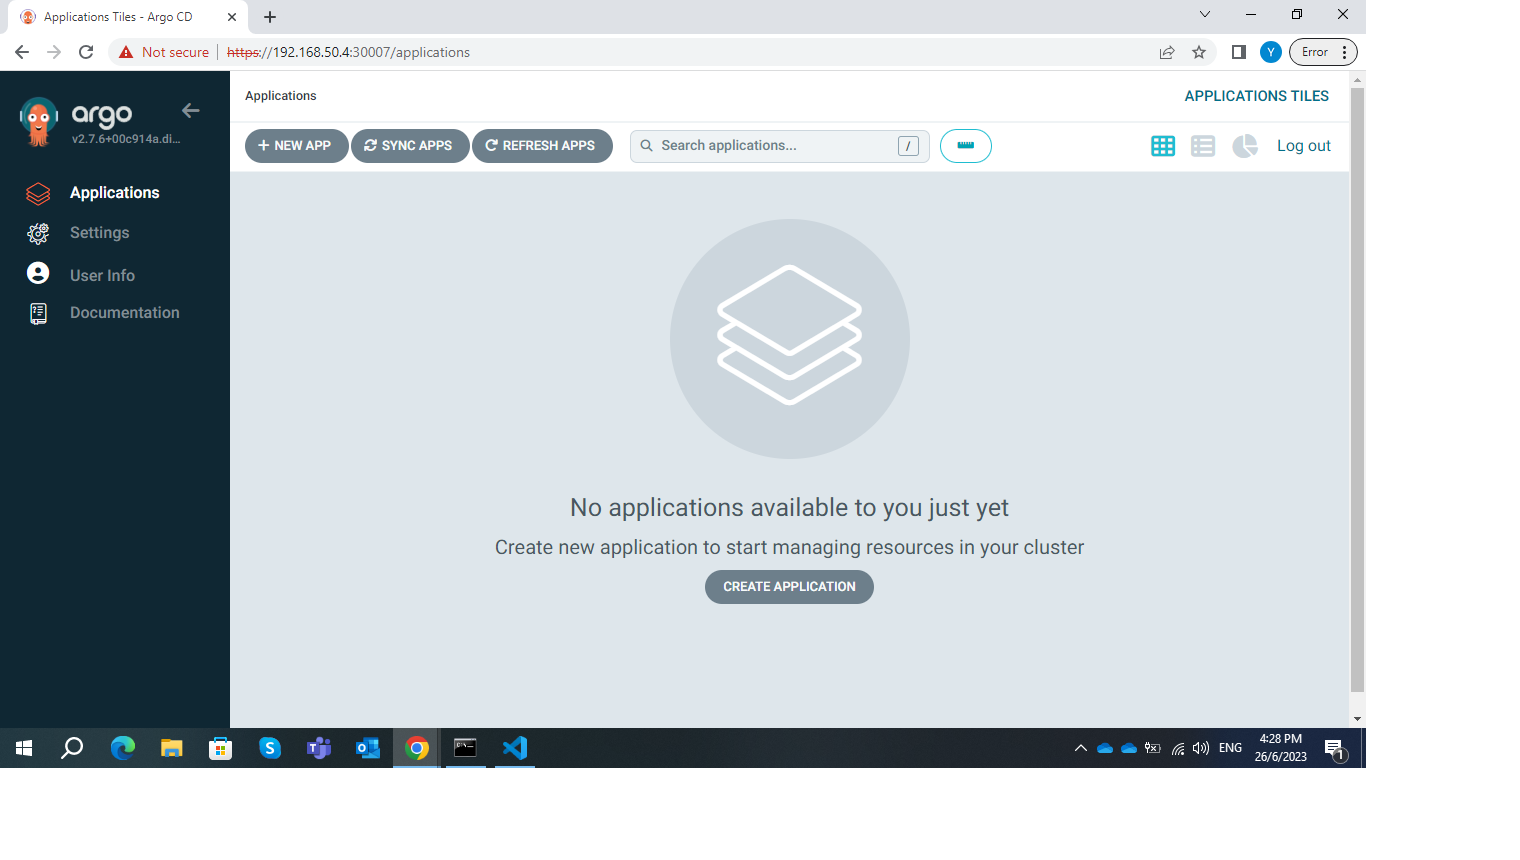 Applications Tiles - Argo CD
Not secure https://192.168.50.4:30007/applications
Y
Error
argo
v2.7.6+00c914a.di...
Applications
Settings
User Info
Documentation
Applications
APPLICATIONS TILES
NEW APP
SYNC APPS
REFRESH APPS
Search applications...
/
Log out
No applications available to you just yet
Create new application to start managing resources in your cluster
CREATE APPLICATION
ENG
4:28 PM
26/6/2023
1